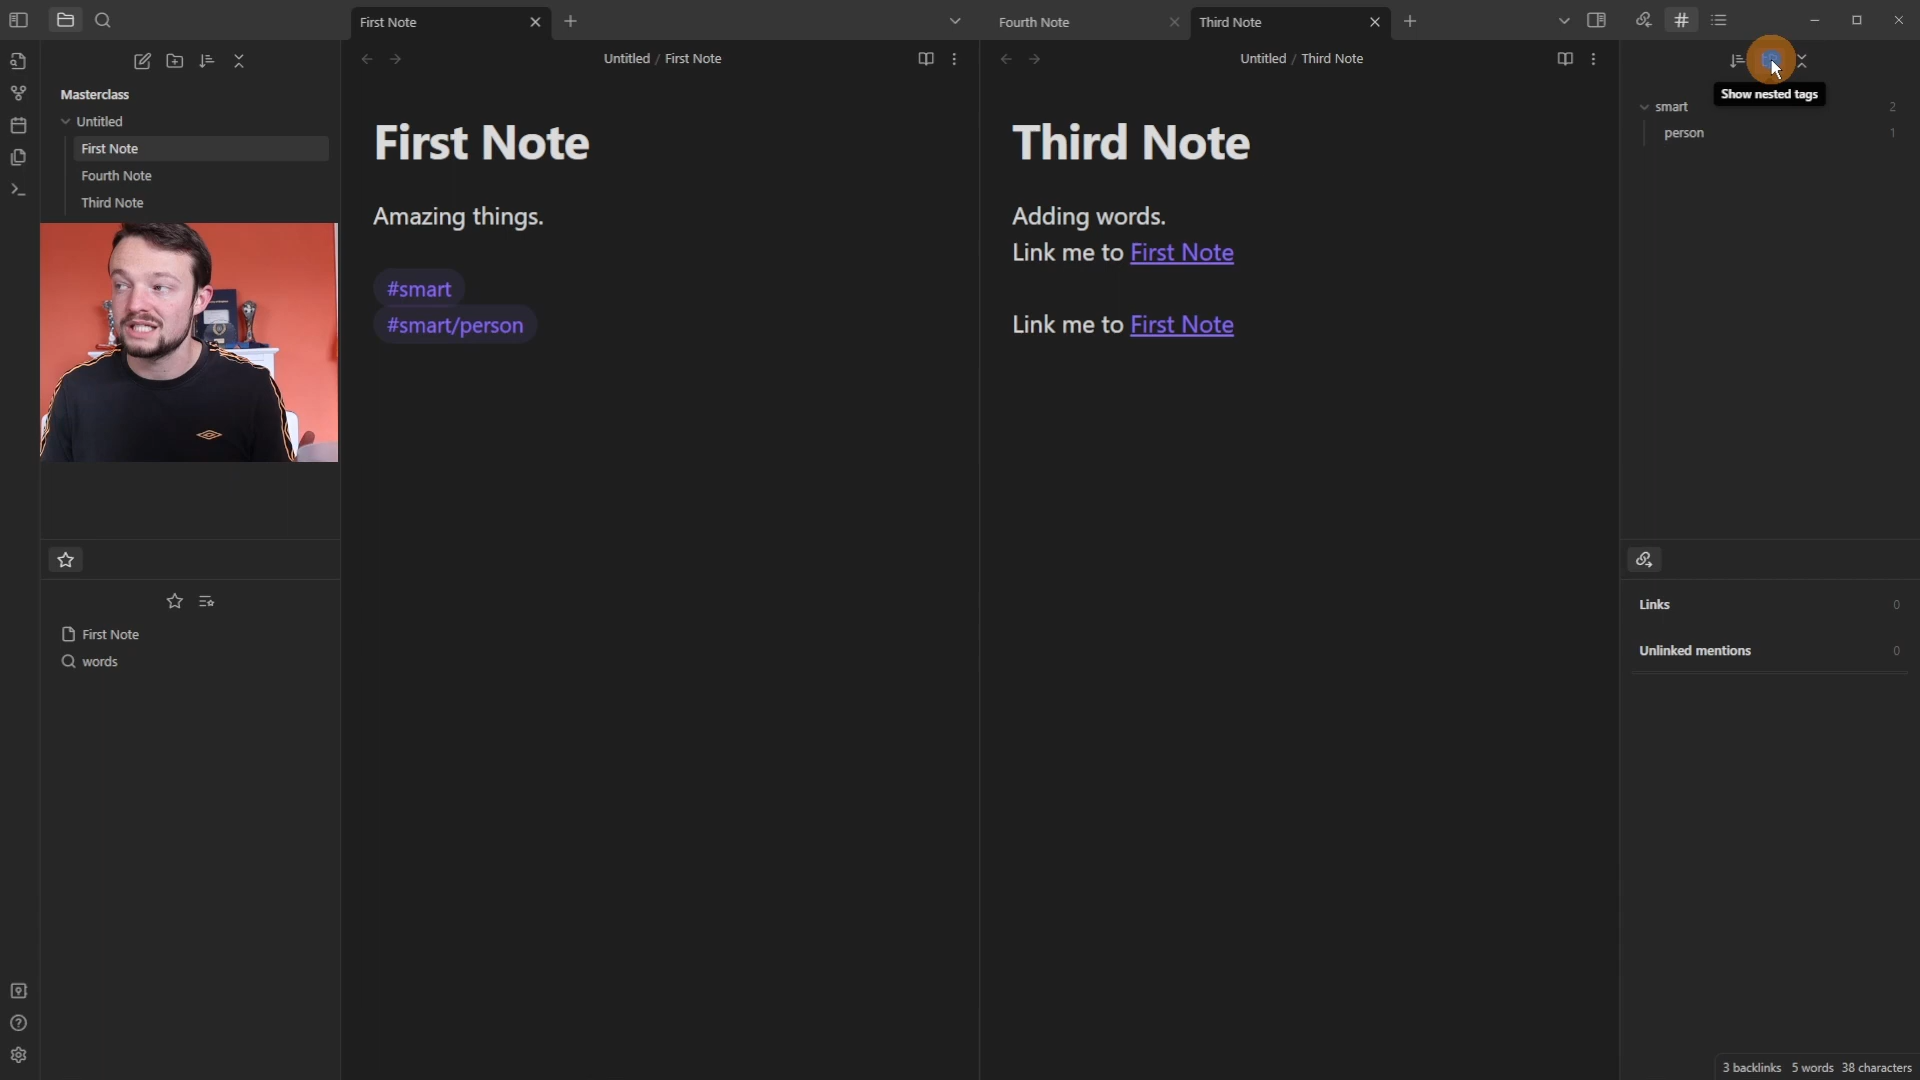 First Note
Fourth Note
Third Note
Untitled / First Note
Untitled / Third Note
Show nested tags
Masterclass
Untitled
First Note
Fourth Note
Third Note
First Note
Amazing things.
#smart
#smart/person
Third Note
Adding words.
Link me to First Note
Link me to First Note
smart 2
person 1
First Note
words
Links 0
Unlinked mentions 0
3 backlinks 5 words 38 characters